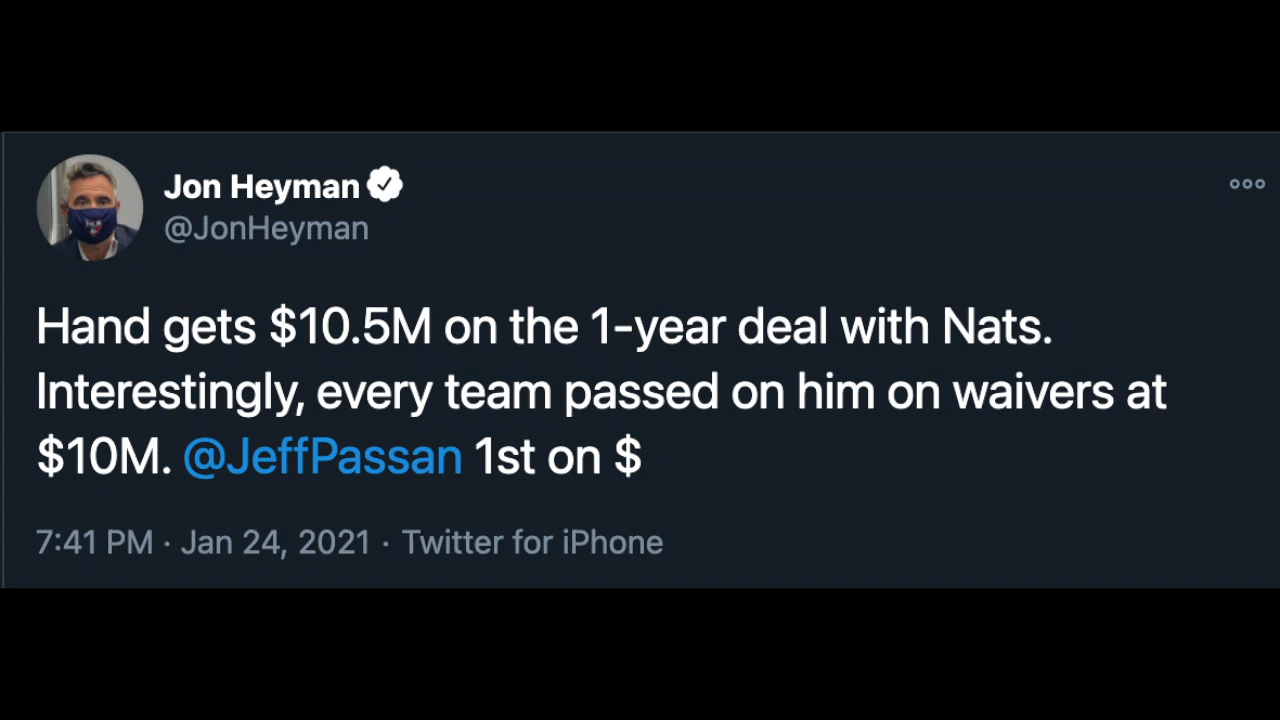 Jon Heyman
@JonHeyman
Hand gets $10.5M on the 1-year deal with Nats.
Interestingly, every team passed on him on waivers at
$10M. @JeffPassan 1st on $
7:41 PM · Jan 24, 2021 · Twitter for iPhone